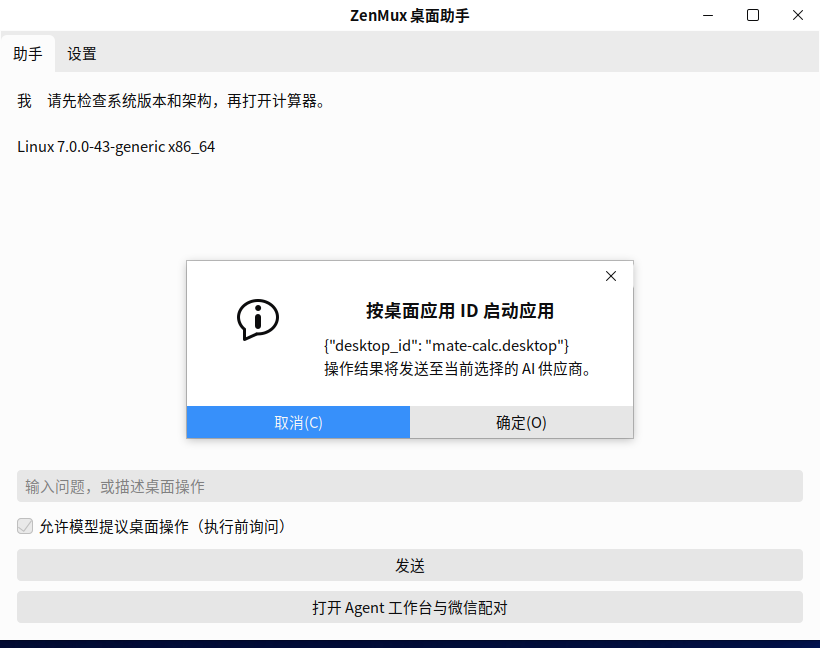 ZenMux 桌面助手
助手 设置
我 请先检查系统版本和架构，再打开计算器。
Linux 7.0.0-43-generic x86_64
按桌面应用 ID 启动应用
{"desktop_id": "mate-calc.desktop"}
操作结果将发送至当前选择的 AI 供应商。
取消(C) 确定(O)
输入问题，或描述桌面操作
允许模型提议桌面操作（执行前询问）
发送
打开 Agent 工作台与微信配对